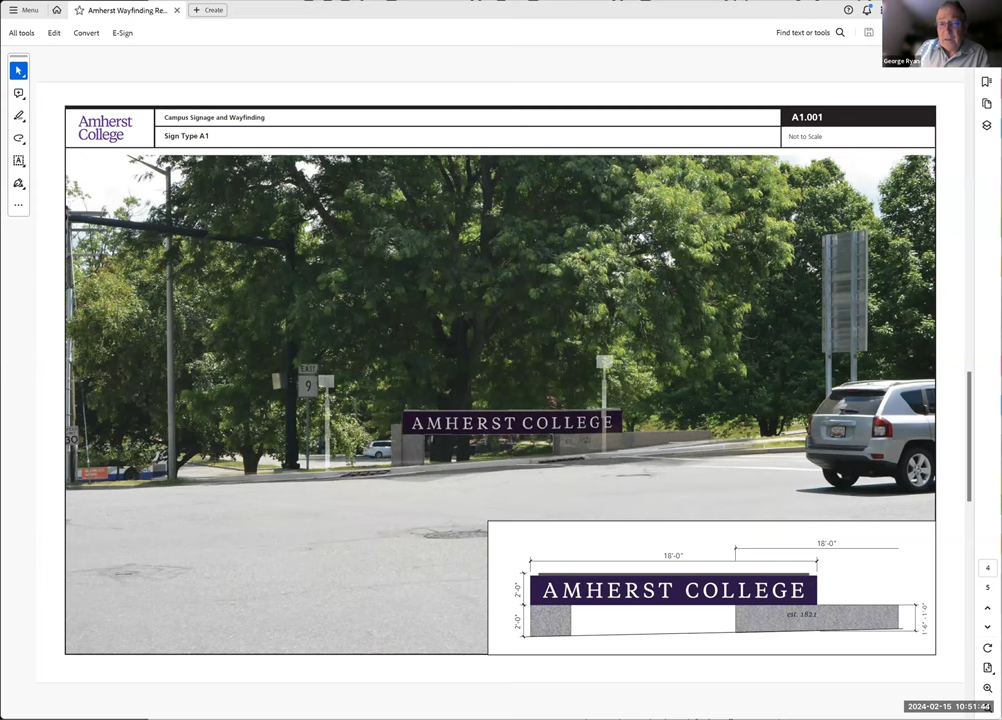 Menu
Amherst Wayfinding Re...
Create
All tools
Edit
Convert
E-Sign
Find text or tools
George Ryan
Amherst
College
Campus Signage and Wayfinding
Sign Type A1
A1.001
Not to Scale
EAST
9
30
AMHERST COLLEGE
18'-0"
18'-0"
2'-0"
AMHERST COLLEGE
2'-0"
est. 1821
1'-6" - 1'-0"
4
5
2024-02-15 10:51:44